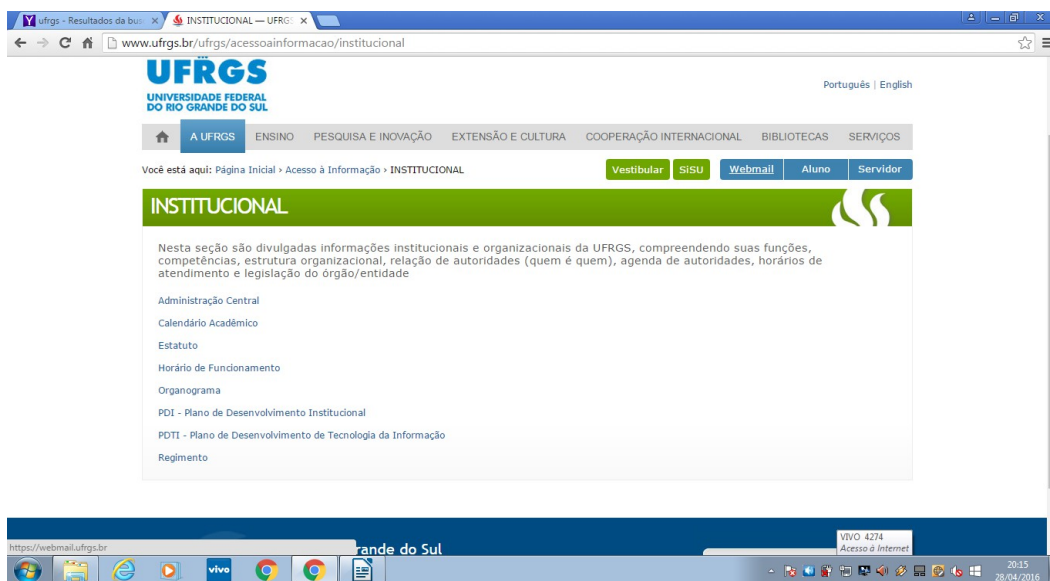 ufrgs - Resultados da bus
INSTITUCIONAL — UFRGS
www.ufrgs.br/ufrgs/acessoainformacao/institucional
UFRGS
UNIVERSIDADE FEDERAL
DO RIO GRANDE DO SUL
Português | English
A UFRGS ENSINO PESQUISA E INOVAÇÃO EXTENSÃO E CULTURA COOPERAÇÃO INTERNACIONAL BIBLIOTECAS SERVIÇOS
Você está aqui: Página Inicial › Acesso à Informação › INSTITUCIONAL
Vestibular SiSU Webmail Aluno Servidor
INSTITUCIONAL
Nesta seção são divulgadas informações institucionais e organizacionais da UFRGS, compreendendo suas funções,
competências, estrutura organizacional, relação de autoridades (quem é quem), agenda de autoridades, horários de
atendimento e legislação do órgão/entidade
Administração Central
Calendário Acadêmico
Estatuto
Horário de Funcionamento
Organograma
PDI - Plano de Desenvolvimento Institucional
PDTI - Plano de Desenvolvimento de Tecnologia da Informação
Regimento
https://webmail.ufrgs.br
rande do Sul
VIVO 4274
Acesso à Internet
vivo
20:15
28/04/2016